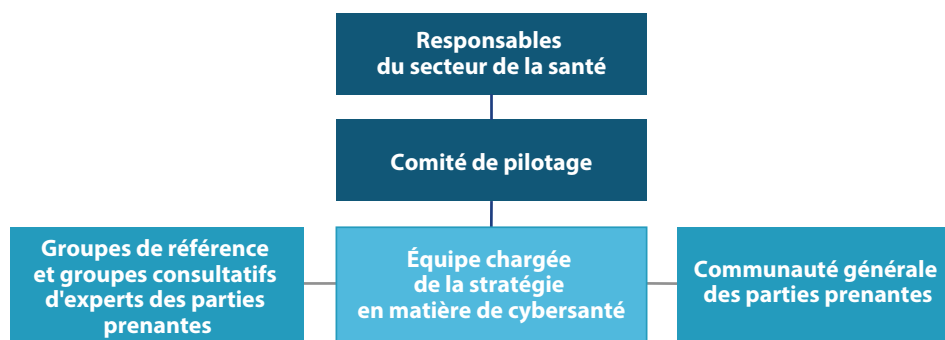 Responsables
du secteur de la santé
Comité de pilotage
Groupes de référence
et groupes consultatifs
d'experts des parties
prenantes
Équipe chargée
de la stratégie
en matière de cybersanté
Communauté générale
des parties prenantes